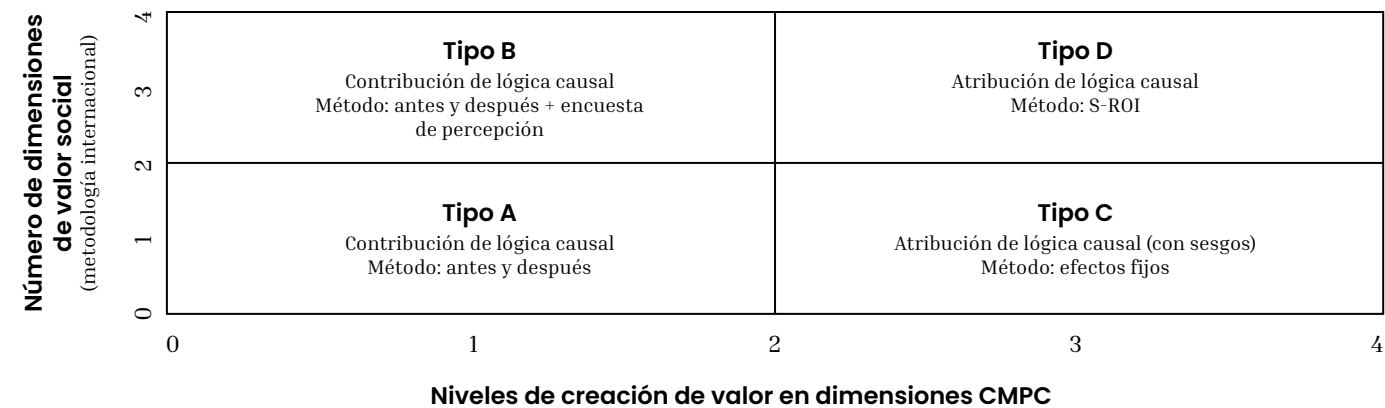 Número de dimensiones
de valor social
(metodología internacional)
4
3
2
1
0
Tipo B
Contribución de lógica causal
Método: antes y después + encuesta
de percepción
Tipo D
Atribución de lógica causal
Método: S-ROI
Tipo A
Contribución de lógica causal
Método: antes y después
Tipo C
Atribución de lógica causal (con sesgos)
Método: efectos fijos
0 1 2 3 4
Niveles de creación de valor en dimensiones CMPC